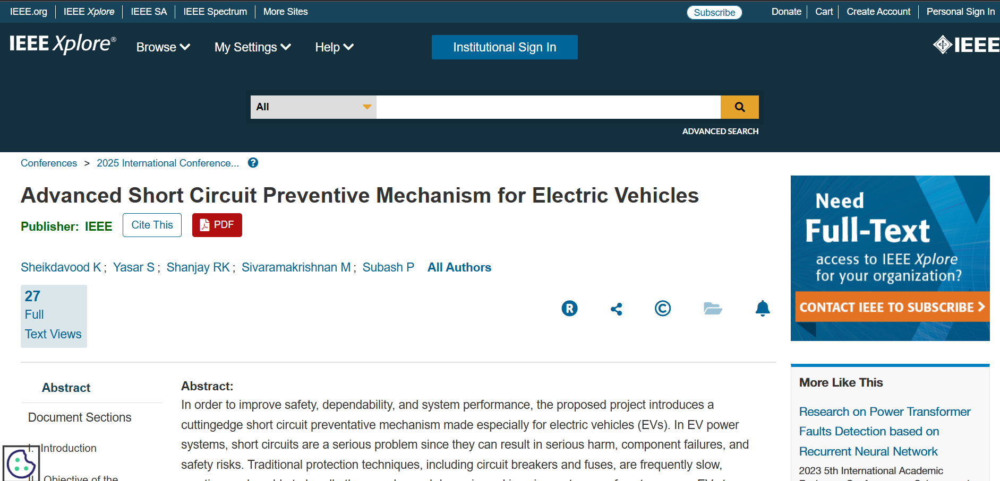 IEEE.org
IEEE Xplore
IEEE SA
IEEE Spectrum
More Sites
Subscribe
Donate
Cart
Create Account
Personal Sign In
IEEE Xplore®
Browse
My Settings
Help
Institutional Sign In
IEEE
All
ADVANCED SEARCH
Conferences > 2025 International Conference...
Advanced Short Circuit Preventive Mechanism for Electric Vehicles
Publisher: IEEE
Cite This
PDF
Sheikdavood K ; Yasar S ; Shanjay RK ; Sivaramakrishnan M ; Subash P All Authors
27
Full
Text Views
R
©
Need
Full-Text
access to IEEE Xplore
for your organization?
CONTACT IEEE TO SUBSCRIBE >
Abstract
Document Sections
I. Introduction
II. Objective of the
Abstract:
In order to improve safety, dependability, and system performance, the proposed project introduces a
cuttingedge short circuit preventative mechanism made especially for electric vehicles (EVs). In EV power
systems, short circuits are a serious problem since they can result in serious harm, component failures, and
safety risks. Traditional protection techniques, including circuit breakers and fuses, are frequently slow,
More Like This
Research on Power Transformer
Faults Detection based on
Recurrent Neural Network
2023 5th International Academic